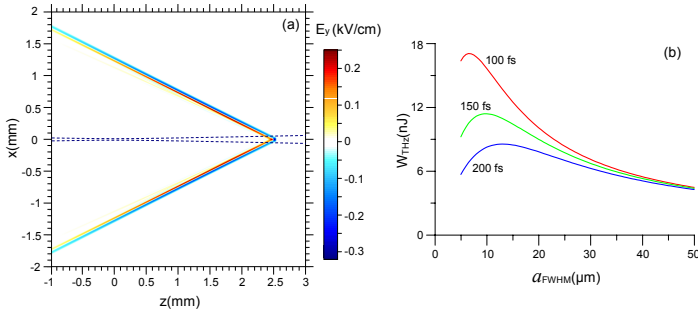 (a)
E_y (kV/cm)
2
1.5
1
0.5
0
-0.5
-1
-1.5
-2
x(mm)
-1 -0.5 0 0.5 1 1.5 2 2.5 3
z(mm)
0.2
0.1
0
-0.1
-0.2
-0.3
(b)
18
12
6
0
W_THz(nJ)
100 fs
150 fs
200 fs
0 10 20 30 40 50
a_FWHM(µm)